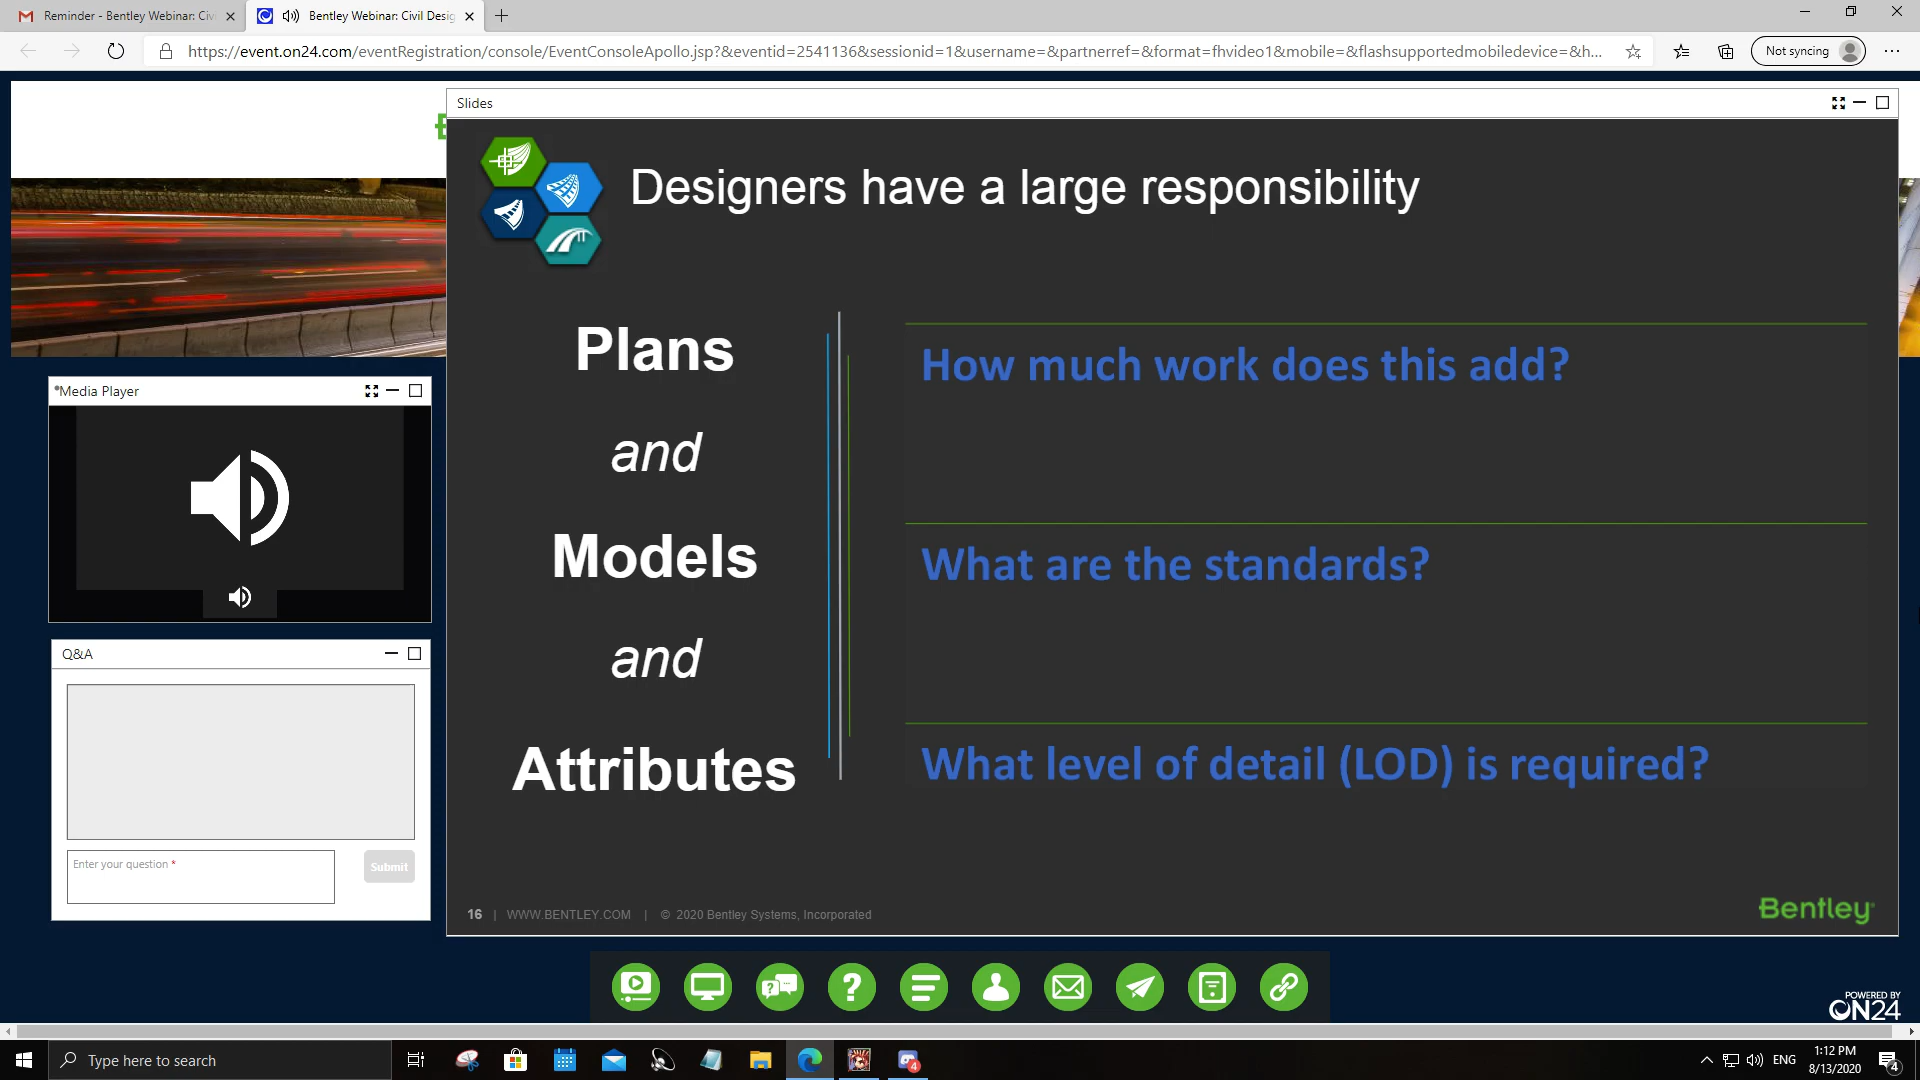 Reminder - Bentley Webinar: Civ
Bentley Webinar: Civil Desig
https://event.on24.com/eventRegistration/console/EventConsoleApollo.jsp?&eventid=2541136&sessionid=1&username=&partnerref=&format=fhvideo1&mobile=&flashsupportedmobiledevice=&h...
Not syncing
Slides
Designers have a large responsibility
Plans
and
Models
and
Attributes
How much work does this add?
What are the standards?
What level of detail (LOD) is required?
16 | WWW.BENTLEY.COM | © 2020 Bentley Systems, Incorporated
Bentley
*Media Player
Q&A
Enter your question *
Submit
POWERED BY
ON24
Type here to search
4
ENG
1:12 PM
8/13/2020
4